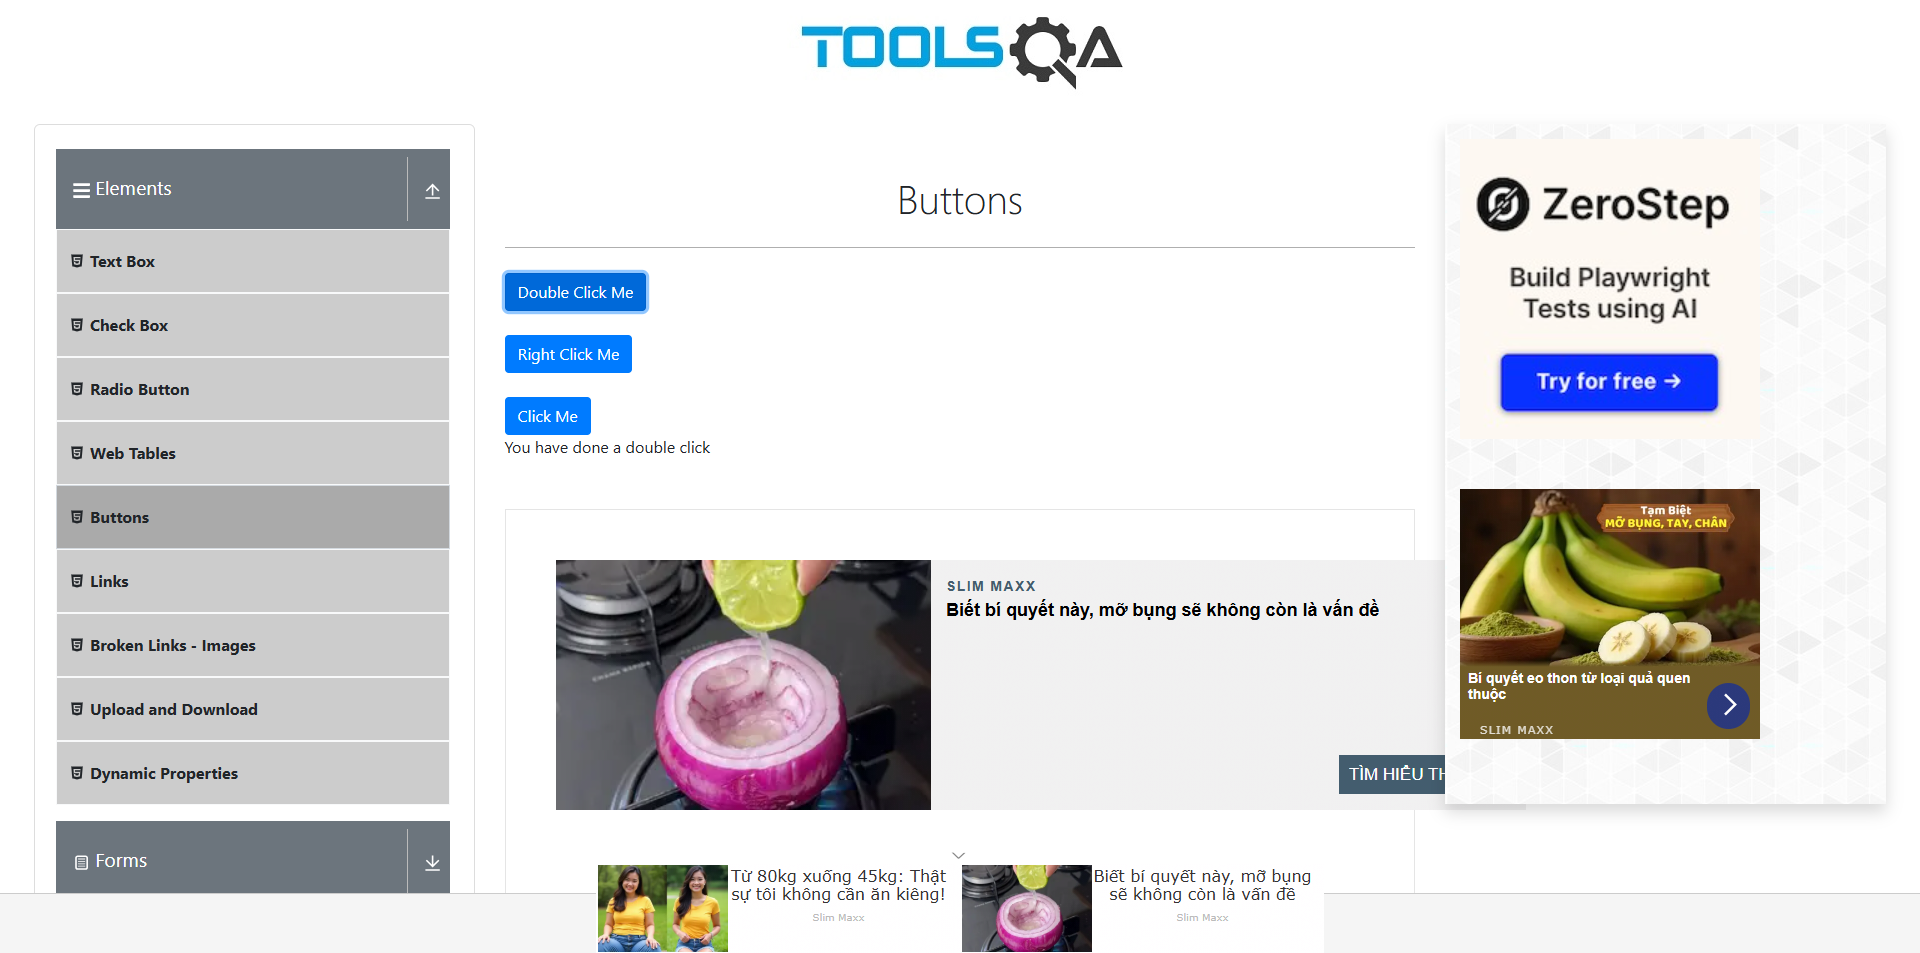 TOOLSQA
Elements
Text Box
Check Box
Radio Button
Web Tables
Buttons
Links
Broken Links - Images
Upload and Download
Dynamic Properties
Forms
Buttons
Double Click Me
Right Click Me
Click Me
You have done a double click
SLIM MAXX
Biết bí quyết này, mỡ bụng sẽ không còn là vấn đề
TÌM HIỂU TH
ZeroStep
Build Playwright
Tests using AI
Try for free →
Tạm Biệt
MỠ BỤNG, TAY, CHÂN
Bí quyết eo thon từ loại quả quen
thuộc
SLIM MAXX
Từ 80kg xuống 45kg: Thật
sự tôi không cần ăn kiêng!
Slim Maxx
Biết bí quyết này, mỡ bụng
sẽ không còn là vấn đề
Slim Maxx